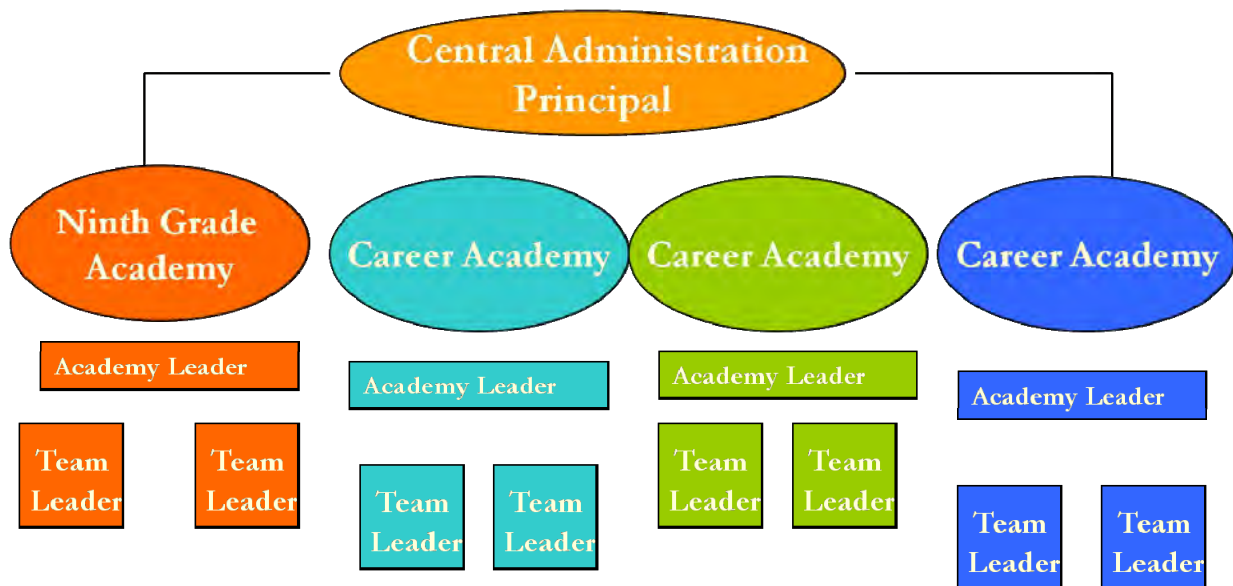 Central Administration
Principal
Ninth Grade
Academy
Career Academy
Career Academy
Career Academy
Academy Leader
Academy Leader
Academy Leader
Academy Leader
Team
Leader
Team
Leader
Team
Leader
Team
Leader
Team
Leader
Team
Leader
Team
Leader
Team
Leader